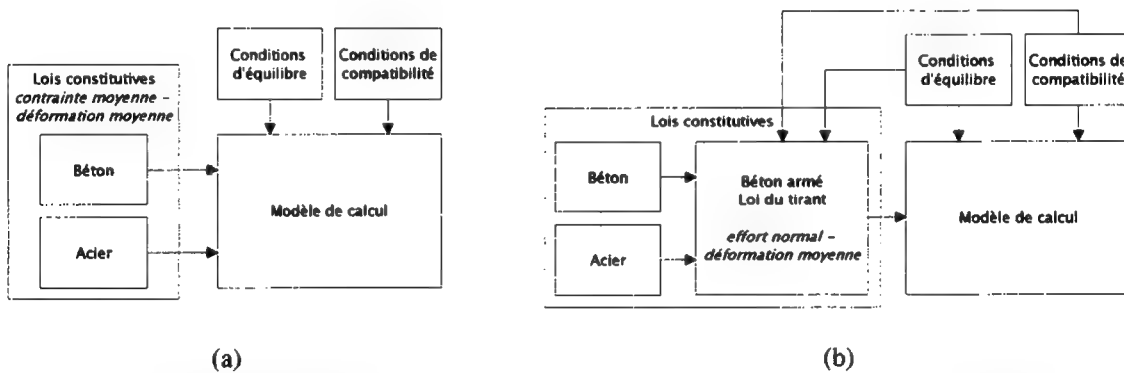 Lois constitutives
contrainte moyenne –
déformation moyenne
Béton
Acier
Conditions
d'équilibre
Conditions de
compatibilité
Modèle de calcul
(a)
Lois constitutives
Béton
Acier
Béton armé
Loi du tirant
effort normal –
déformation moyenne
Conditions
d'équilibre
Conditions de
compatibilité
Modèle de calcul
(b)